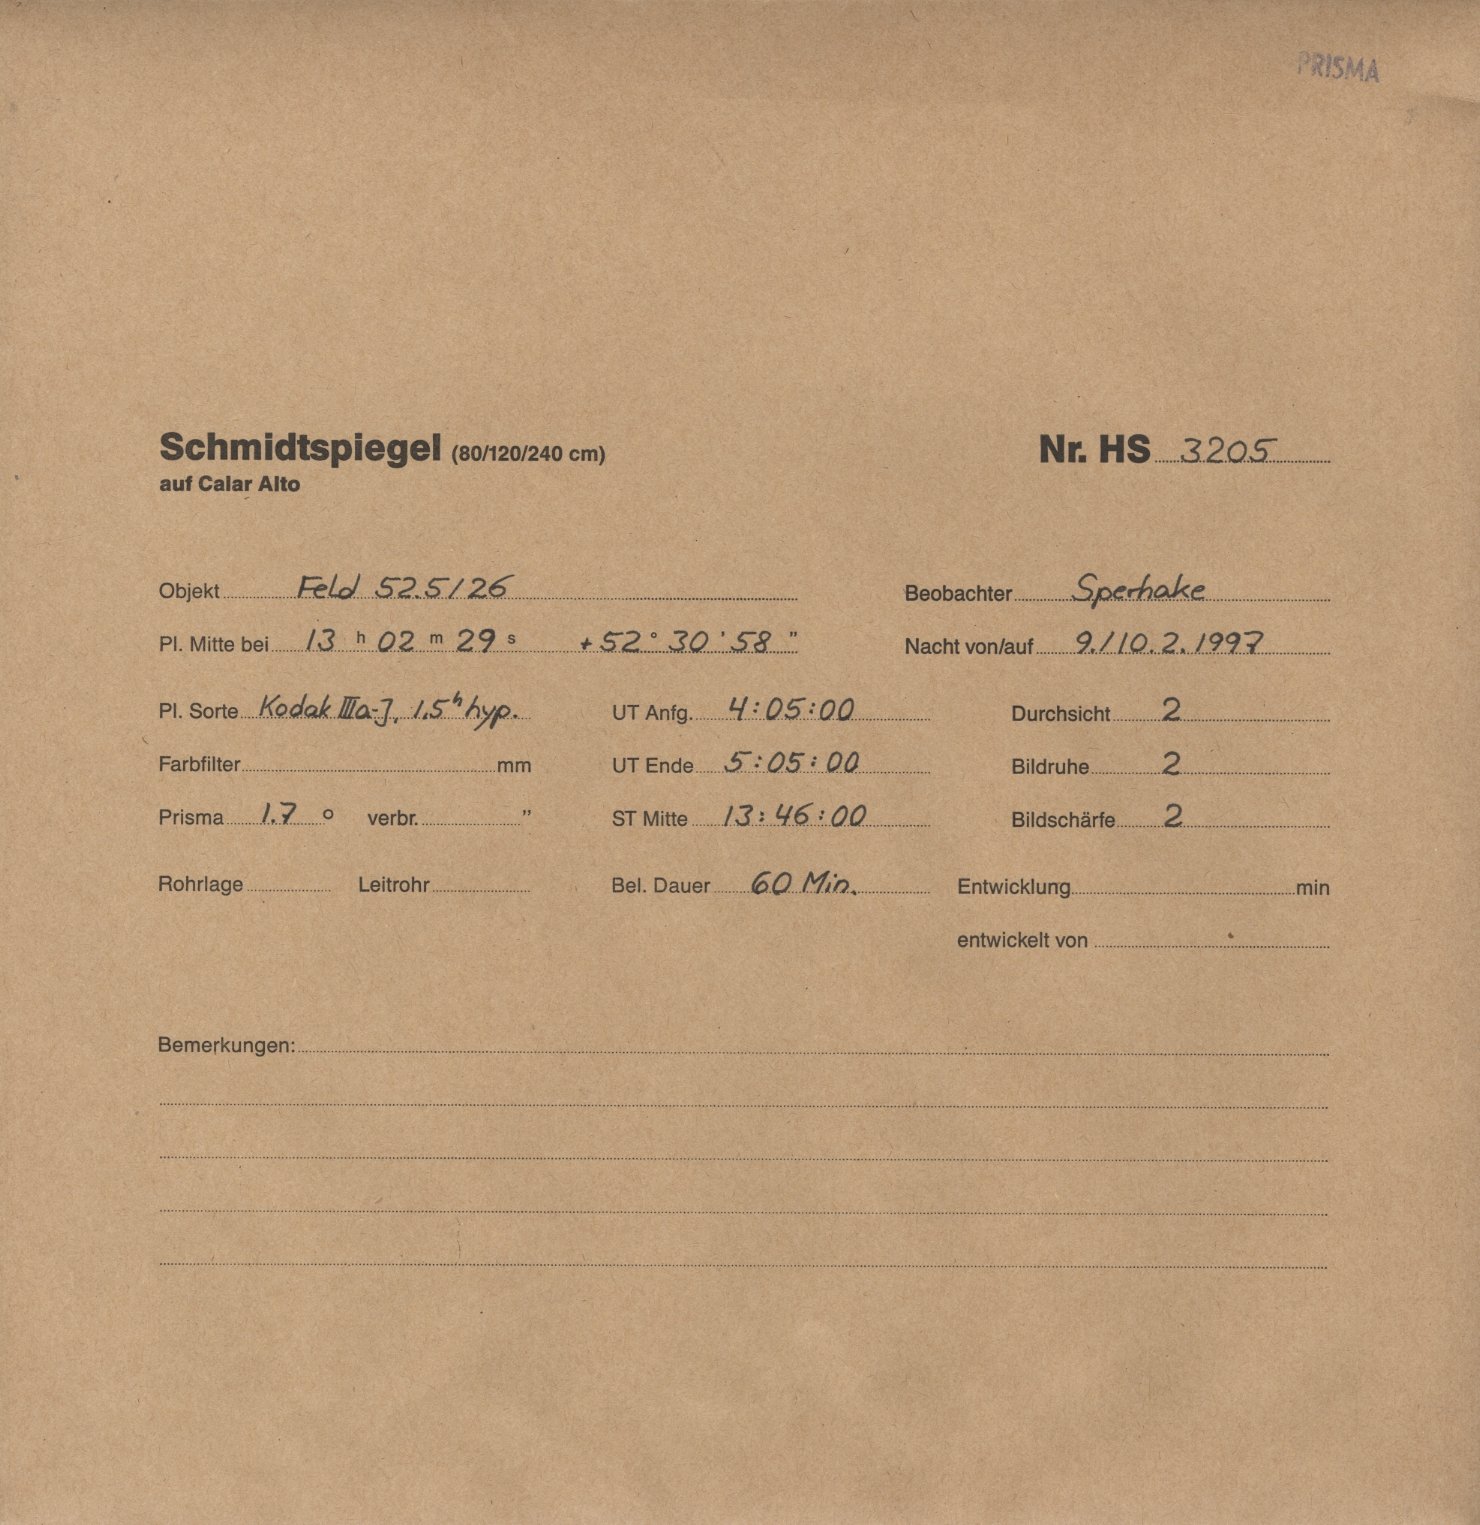 PRISMA
Schmidtspiegel (80/120/240 cm) Nr. HS 3205
auf Calar Alto
Objekt Feld 52.5/26 Beobachter Sperhake
Pl. Mitte bei 13 h 02 m 29 s + 52 ° 30 ' 58 " Nacht von/auf 9./10.2.1997
Pl. Sorte Kodak IIIa-J, 1.5h hyp. UT Anfg. 4:05:00 Durchsicht 2
Farbfilter mm UT Ende 5:05:00 Bildruhe 2
Prisma 1.7 ° verbr. " ST Mitte 13:46:00 Bildschärfe 2
Rohrlage Leitrohr Bel. Dauer 60 Min. Entwicklung min
entwickelt von
Bemerkungen: